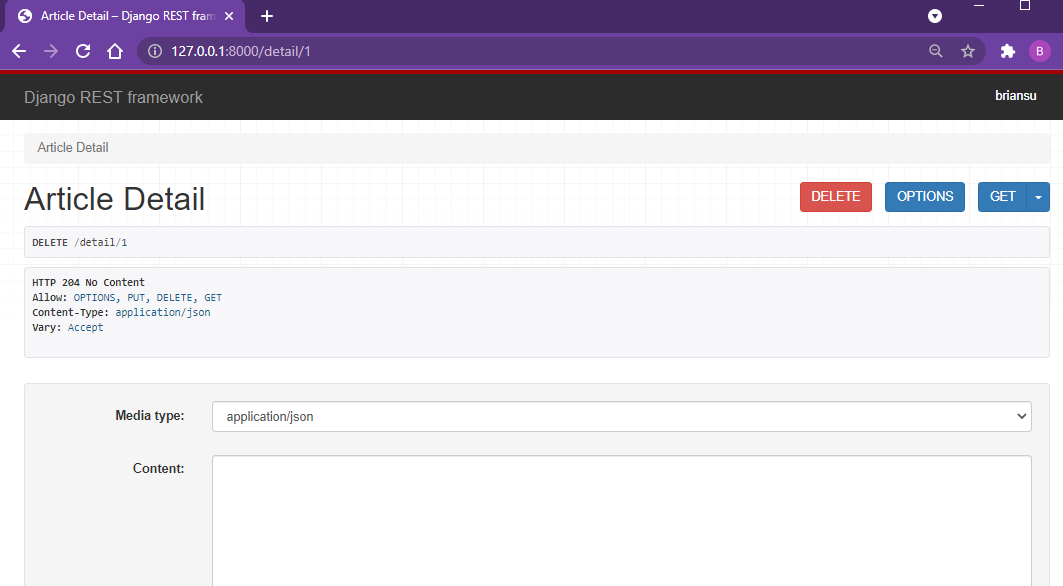 Article Detail – Django REST fram
127.0.0.1:8000/detail/1
B
Django REST framework
briansu
Article Detail
Article Detail
DELETE
OPTIONS
GET
DELETE /detail/1
HTTP 204 No Content
Allow: OPTIONS, PUT, DELETE, GET
Content-Type: application/json
Vary: Accept
Media type:
application/json
Content: